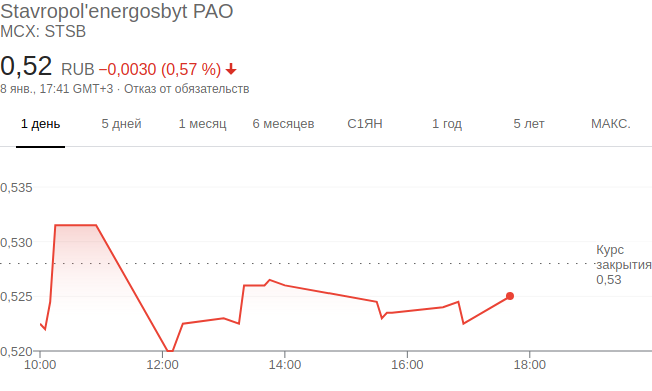 Stavropol'energosbyt PAO
MCX: STSB
0,52 RUB −0,0030 (0,57 %)
8 янв., 17:41 GMT+3 · Отказ от обязательств
1 день 5 дней 1 месяц 6 месяцев С1ЯН 1 год 5 лет МАКС.
0,535
0,530
Курс
закрытия
0,53
0,525
0,520
10:00 12:00 14:00 16:00 18:00